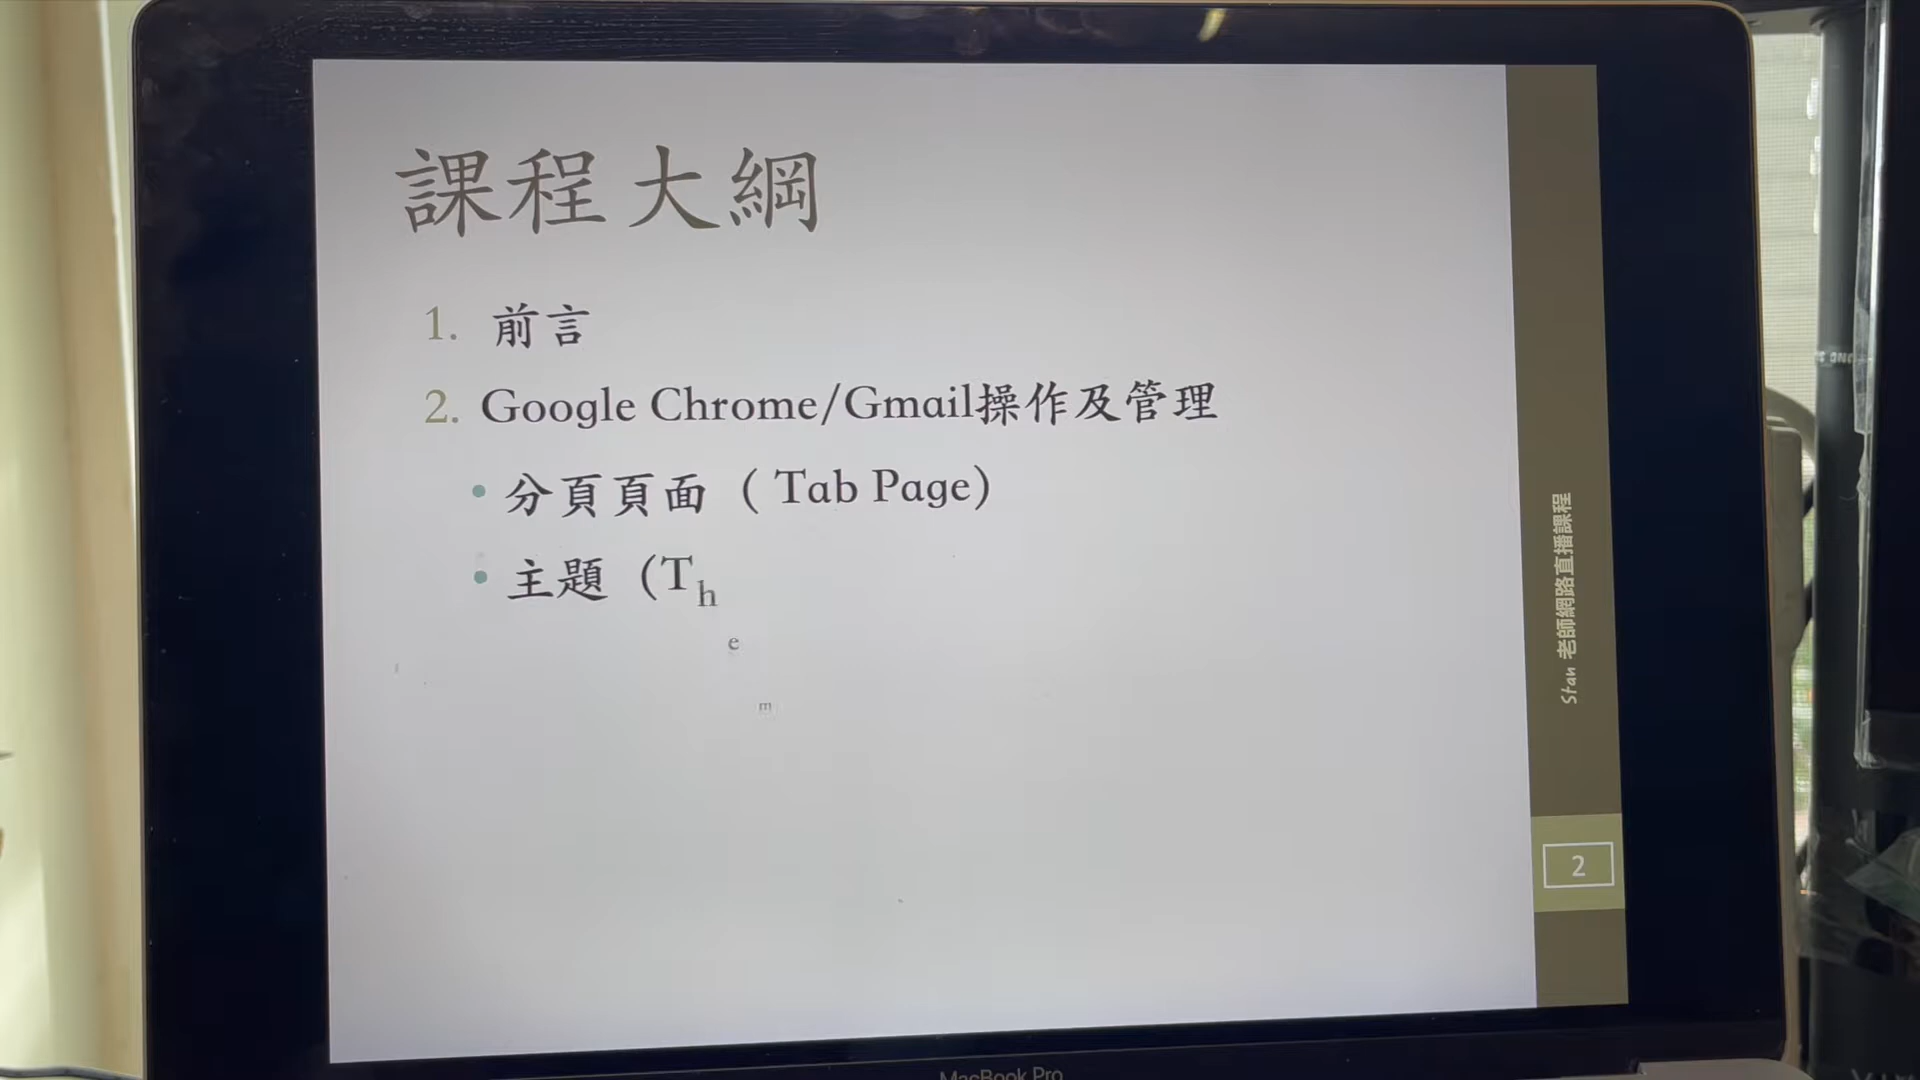 課程大綱
1. 前言
2. Google Chrome/Gmail操作及管理
• 分頁頁面（Tab Page）
• 主題（Them
Stan 老師網路直播課程
2
MacBook Pro